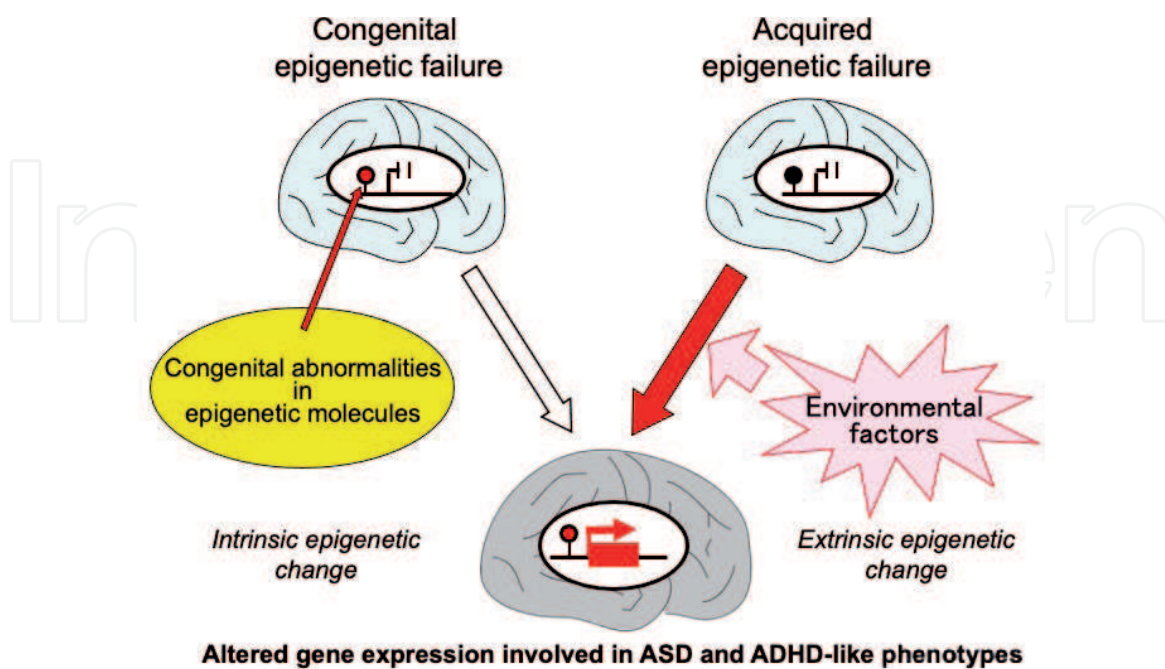 Congenital
epigenetic failure
Acquired
epigenetic failure
Congenital abnormalities
in
epigenetic molecules
Environmental
factors
Intrinsic epigenetic
change
Extrinsic epigenetic
change
Altered gene expression involved in ASD and ADHD-like phenotypes